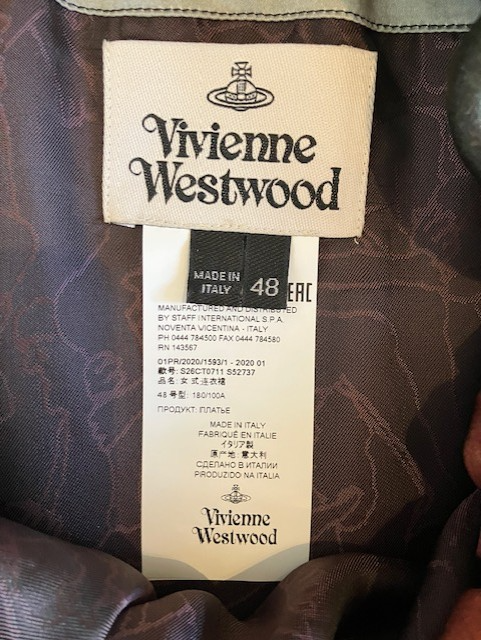 Vivienne
Westwood
MADE IN
ITALY
48
EAC
MANUFACTURED AND DISTRIBUTED
BY STAFF INTERNATIONAL S.P.A.
NOVENTA VICENTINA - ITALY
PH 0444 784500 FAX 0444 784580
RN 143567
01PR/2020/1593/1 - 2020 01
款号: S26CT0711 S52737
品名: 女式连衣裙
48 号型: 180/100A
ПРОДУКТ: ПЛАТЬЕ
MADE IN ITALY
FABRIQUÉ EN ITALIE
イタリア製
原产地: 意大利
СДЕЛАНО В ИТАЛИИ
PRODUZIDO NA ITALIA
Vivienne
Westwood